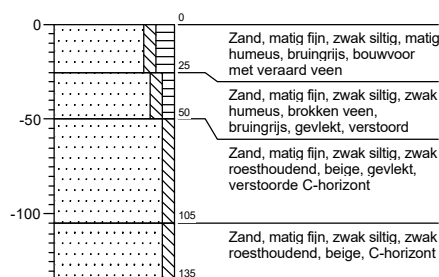 0
0
Zand, matig fijn, zwak siltig, matig
humeus, bruingrijs, bouwvoor
met veraard veen
25
Zand, matig fijn, zwak siltig, zwak
humeus, brokken veen,
bruingrijs, gevlekt, verstoord
-50
50
Zand, matig fijn, zwak siltig, zwak
roesthoudend, beige, gevlekt,
verstoorde C-horizont
-100
105
Zand, matig fijn, zwak siltig, zwak
roesthoudend, beige, C-horizont
135